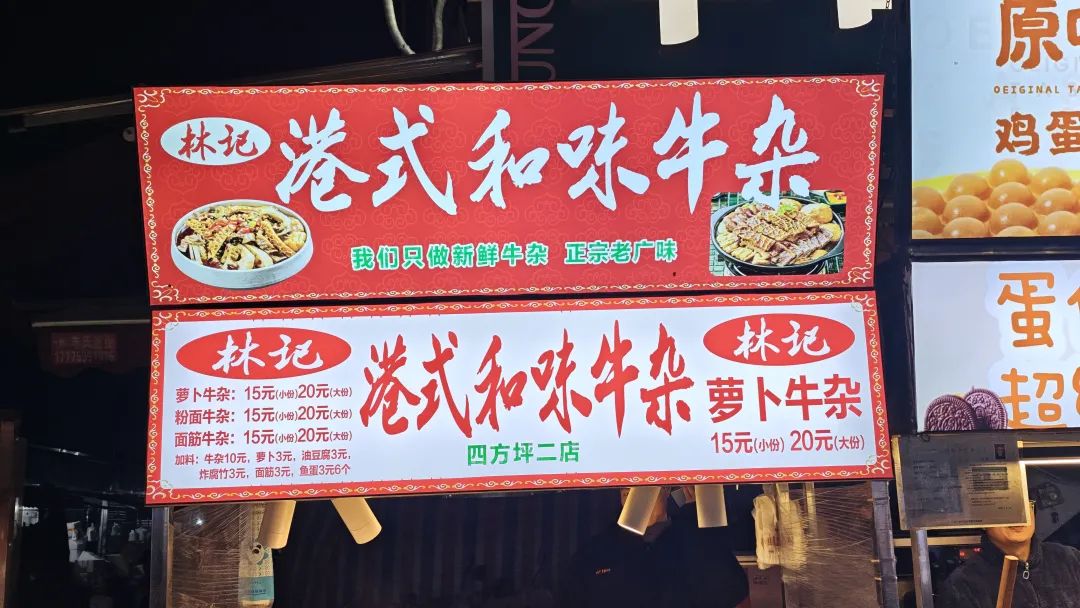 林记 港式和味牛杂
我们只做新鲜牛杂 正宗老广味
林记
萝卜牛杂：15元(小份)20元(大份)
粉面牛杂：15元(小份)20元(大份)
面筋牛杂：15元(小份)20元(大份)
加料：牛杂10元，萝卜3元，油豆腐3元，
炸腐竹3元，面筋3元，鱼蛋3元6个
港式和味牛杂
四方坪二店
林记
萝卜牛杂
15元(小份) 20元(大份)
原
OEIGINAL TA
鸡蛋
蛋
超